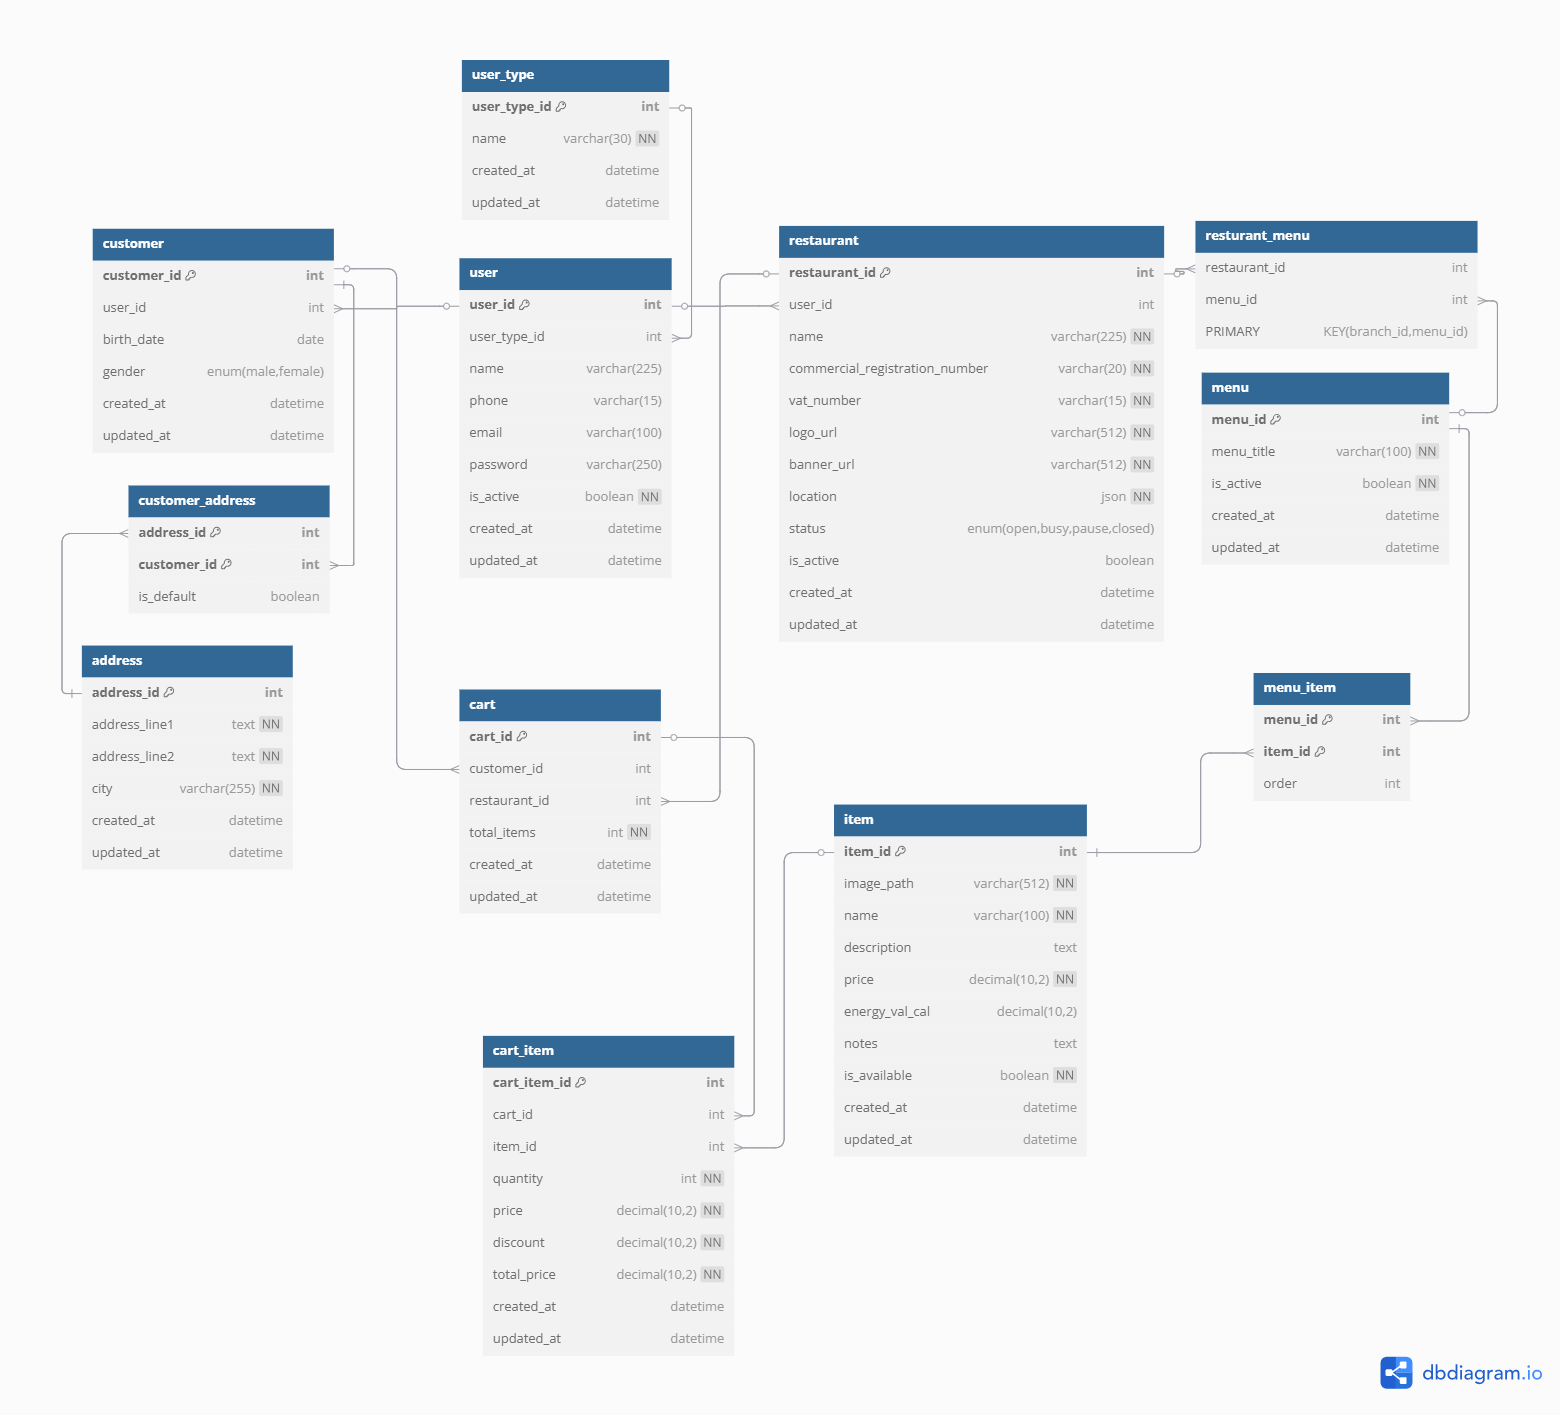 user_type
user_type_id int
name varchar(30) NN
created_at datetime
updated_at datetime
customer
customer_id int
user_id int
birth_date date
gender enum(male,female)
created_at datetime
updated_at datetime
user
user_id int
user_type_id int
name varchar(225)
phone varchar(15)
email varchar(100)
password varchar(250)
is_active boolean NN
created_at datetime
updated_at datetime
restaurant
restaurant_id int
user_id int
name varchar(225) NN
commercial_registration_number varchar(20) NN
vat_number varchar(15) NN
logo_url varchar(512) NN
banner_url varchar(512) NN
location json NN
status enum(open,busy,pause,closed)
is_active boolean
created_at datetime
updated_at datetime
resturant_menu
restaurant_id int
menu_id int
PRIMARY KEY(branch_id,menu_id)
menu
menu_id int
menu_title varchar(100) NN
is_active boolean NN
created_at datetime
updated_at datetime
customer_address
address_id int
customer_id int
is_default boolean
address
address_id int
address_line1 text NN
address_line2 text NN
city varchar(255) NN
created_at datetime
updated_at datetime
cart
cart_id int
customer_id int
restaurant_id int
total_items int NN
created_at datetime
updated_at datetime
menu_item
menu_id int
item_id int
order int
item
item_id int
image_path varchar(512) NN
name varchar(100) NN
description text
price decimal(10,2) NN
energy_val_cal decimal(10,2)
notes text
is_available boolean NN
created_at datetime
updated_at datetime
cart_item
cart_item_id int
cart_id int
item_id int
quantity int NN
price decimal(10,2) NN
discount decimal(10,2) NN
total_price decimal(10,2) NN
created_at datetime
updated_at datetime
dbdiagram.io